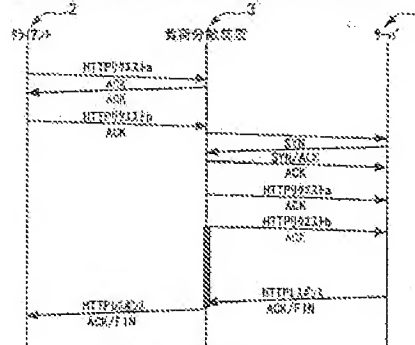 2
3
クライアント
負荷分散装置
サーバ
HTTPリクエストa
ACK
ACK
HTTPリクエストb
ACK
SYN
SYN/ACK
ACK
HTTPリクエストa
ACK
HTTPリクエストb
ACK
HTTPレスポンス
ACK/FIN
HTTPレスポンス
ACK/FIN